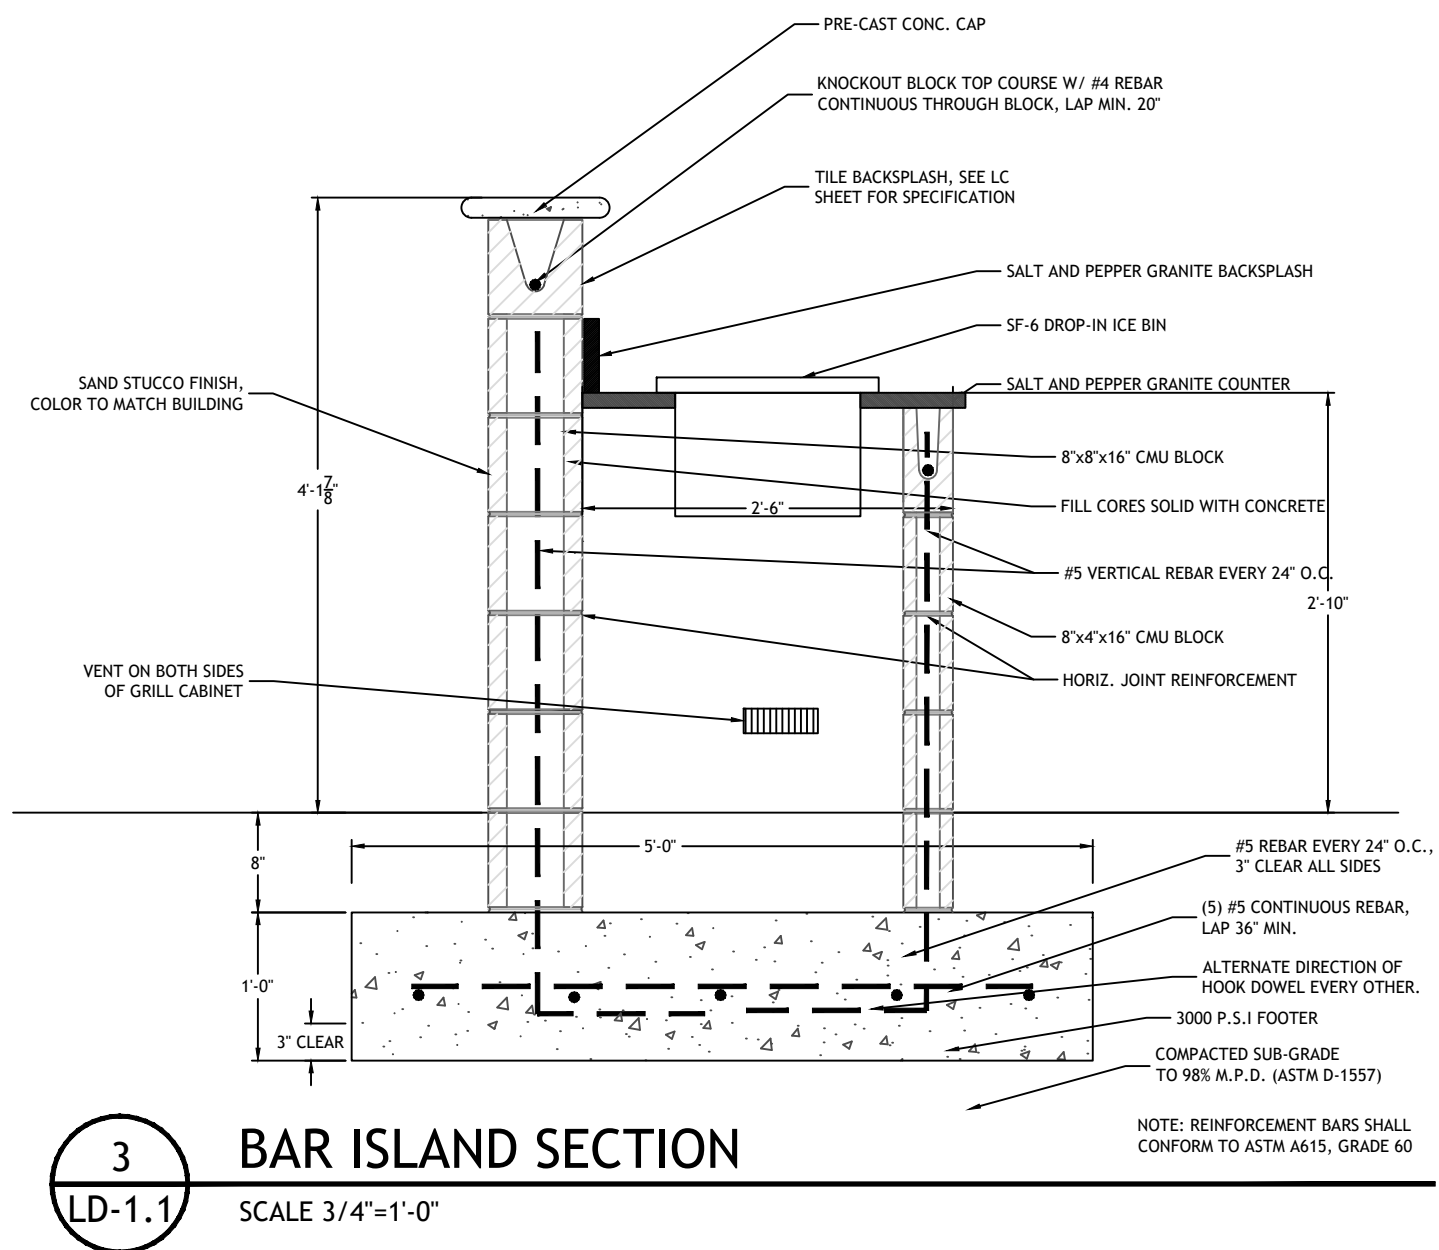 PRE-CAST CONC. CAP
KNOCKOUT BLOCK TOP COURSE W/ #4 REBAR
CONTINUOUS THROUGH BLOCK, LAP MIN. 20"
TILE BACKSPLASH, SEE LC
SHEET FOR SPECIFICATION
SALT AND PEPPER GRANITE BACKSPLASH
SF-6 DROP-IN ICE BIN
SALT AND PEPPER GRANITE COUNTER
SAND STUCCO FINISH,
COLOR TO MATCH BUILDING
8"x8"x16" CMU BLOCK
4'-1 7/8"
2'-6"
FILL CORES SOLID WITH CONCRETE
#5 VERTICAL REBAR EVERY 24" O.C.
2'-10"
8"x4"x16" CMU BLOCK
VENT ON BOTH SIDES
OF GRILL CABINET
HORIZ. JOINT REINFORCEMENT
5'-0"
8"
#5 REBAR EVERY 24" O.C.,
3" CLEAR ALL SIDES
(5) #5 CONTINUOUS REBAR,
LAP 36" MIN.
1'-0"
ALTERNATE DIRECTION OF
HOOK DOWEL EVERY OTHER.
3" CLEAR
3000 P.S.I FOOTER
COMPACTED SUB-GRADE
TO 98% M.P.D. (ASTM D-1557)
NOTE: REINFORCEMENT BARS SHALL
CONFORM TO ASTM A615, GRADE 60
3
LD-1.1
BAR ISLAND SECTION
SCALE 3/4"=1'-0"